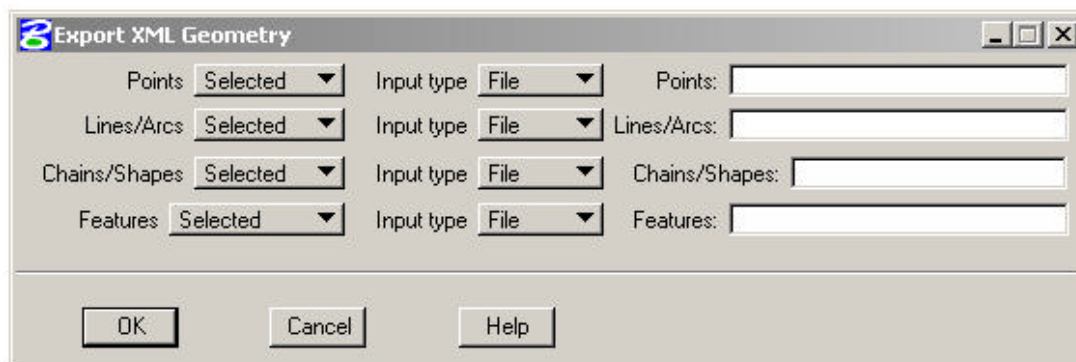 Export XML Geometry
Points Selected Input type File Points:
Lines/Arcs Selected Input type File Lines/Arcs:
Chains/Shapes Selected Input type File Chains/Shapes:
Features Selected Input type File Features:
OK Cancel Help